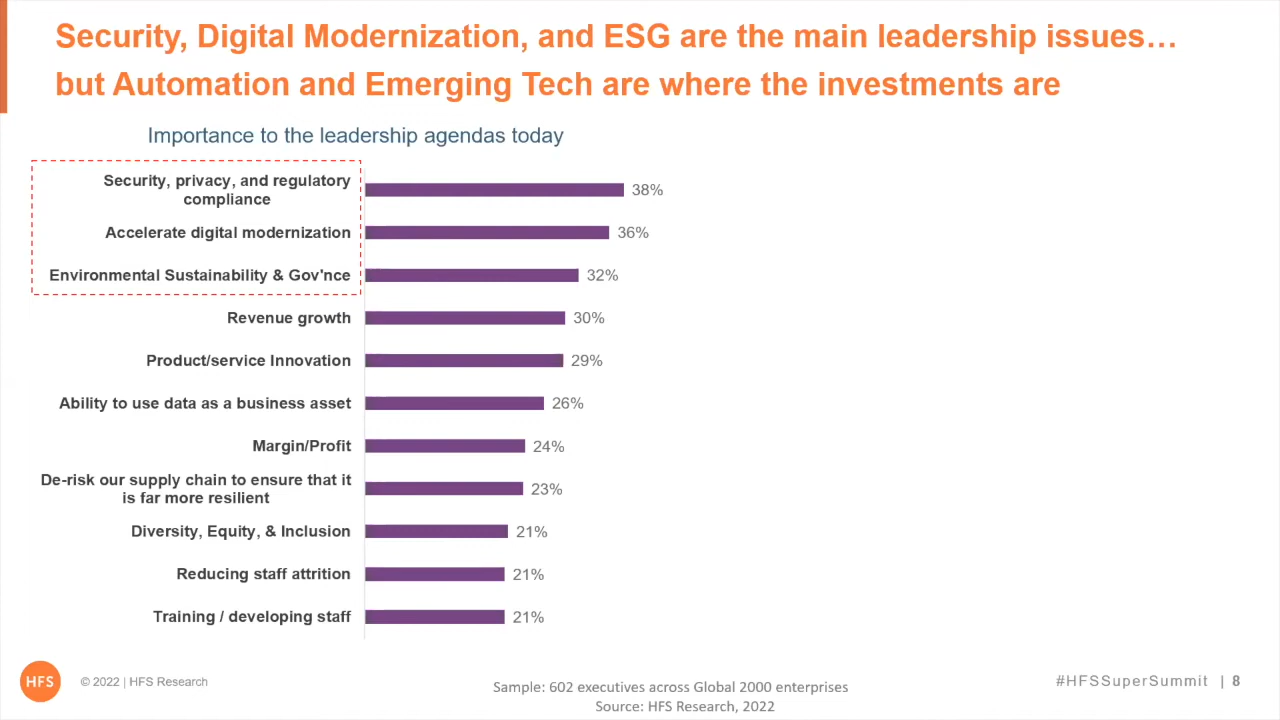 Security, Digital Modernization, and ESG are the main leadership issues…
but Automation and Emerging Tech are where the investments are
Importance to the leadership agendas today
Security, privacy, and regulatory
compliance
38%
Accelerate digital modernization
36%
Environmental Sustainability & Gov'nce
32%
Revenue growth
30%
Product/service Innovation
29%
Ability to use data as a business asset
26%
Margin/Profit
24%
De-risk our supply chain to ensure that it
is far more resilient
23%
Diversity, Equity, & Inclusion
21%
Reducing staff attrition
21%
Training / developing staff
21%
HFS
© 2022 | HFS Research
Sample: 602 executives across Global 2000 enterprises
Source: HFS Research, 2022
#HFSSuperSummit | 8